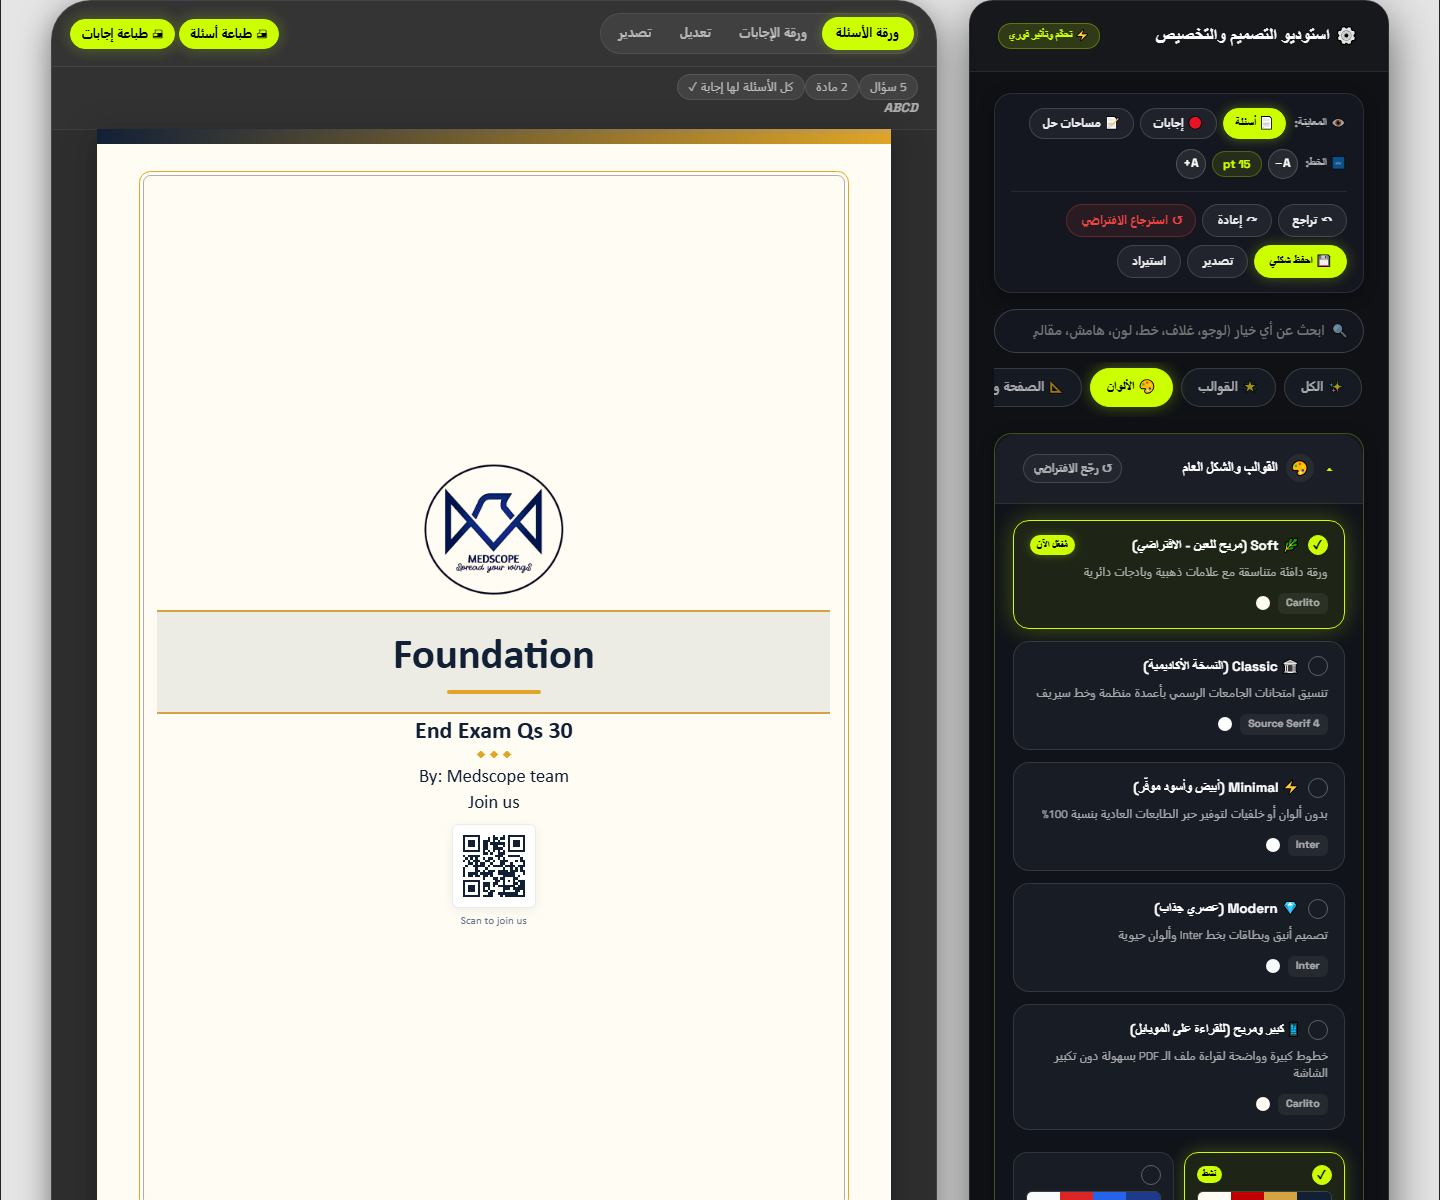 استوديو التصميم والتخصيص
تحكّم وتأثير فوري
المعاينة:
أسئلة
إجابات
مساحات حل
الخط:
A−
15 pt
A+
تراجع
إعادة
استرجاع الافتراضي
احفظ شكلي
تصدير
استيراد
ابحث عن أي خيار (لوجو، غلاف، خط، لون، هامش، مقالي
الكل
القوالب
الألوان
الصفحة و
القوالب والشكل العام
رجّع الافتراضي
Soft (مريح للعين - الافتراضي)
مُفعّل الآن
ورقة دافئة متناسقة مع علامات ذهبية وبادجات دائرية
Carlito
Classic (النسخة الأكاديمية)
تنسيق امتحانات الجامعات الرسمي بأعمدة منظمة وخط سيريف
Source Serif 4
Minimal (أبيض وأسود موفّر)
بدون ألوان أو خلفيات لتوفير حبر الطابعات العادية بنسبة 100%
Inter
Modern (عصري جذاب)
تصميم أنيق وبطاقات بخط Inter وألوان حيوية
Inter
كبير ومريح (للقراءة على الموبايل)
خطوط كبيرة وواضحة لقراءة ملف الـ PDF بسهولة دون تكبير
الشاشة
Carlito
نشط
ورقة الأسئلة
ورقة الإجابات
تعديل
تصدير
طباعة أسئلة
طباعة إجابات
5 سؤال
2 مادة
كل الأسئلة لها إجابة ✓
ABCD
MEDSCOPE
Spread your wings
Foundation
End Exam Qs 30
By: Medscope team
Join us
Scan to join us